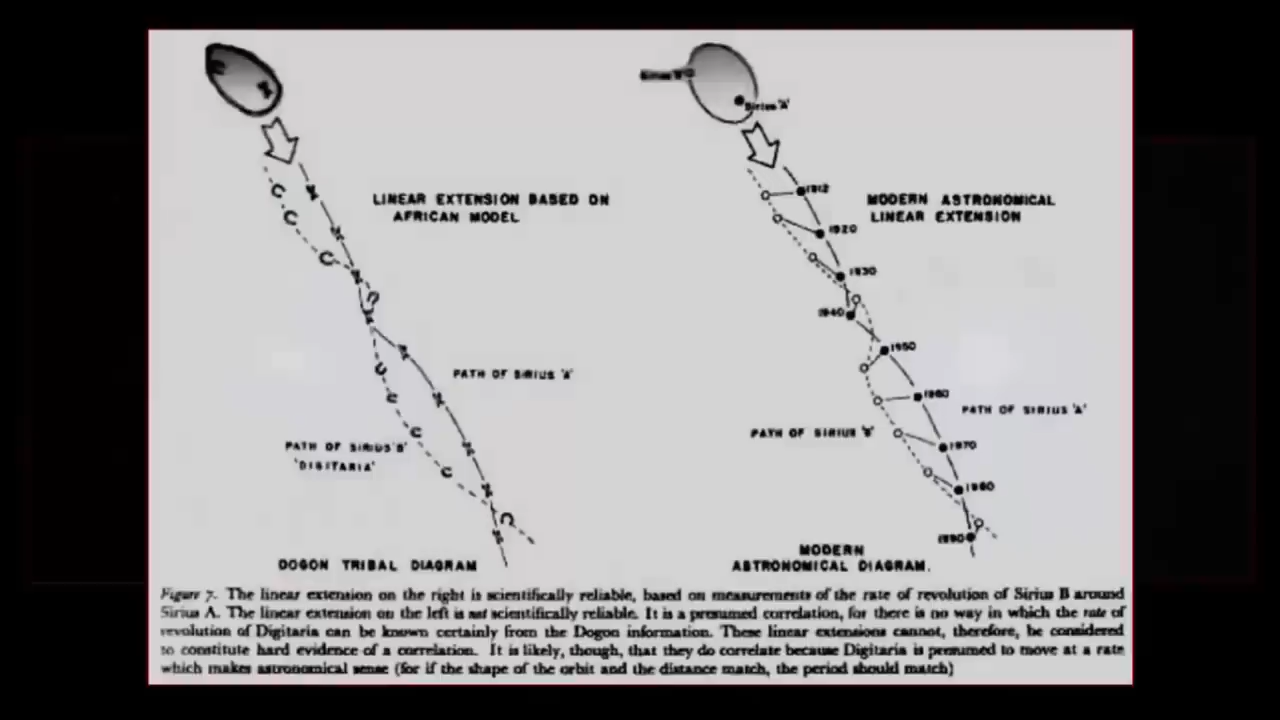 Sirius 'B'
Sirius 'A'
LINEAR EXTENSION BASED ON
AFRICAN MODEL
MODERN ASTRONOMICAL
LINEAR EXTENSION
1912
1920
1930
1940
1950
1960
1970
1980
1990
PATH OF SIRIUS 'A'
PATH OF SIRIUS 'B'
'DIGITARIA'
PATH OF SIRIUS 'A'
PATH OF SIRIUS 'B'
DOGON TRIBAL DIAGRAM
MODERN
ASTRONOMICAL DIAGRAM.
Figure 7. The linear extension on the right is scientifically reliable, based on measurements of the rate of revolution of Sirius B around
Sirius A. The linear extension on the left is not scientifically reliable. It is a presumed correlation, for there is no way in which the rate of
revolution of Digitaria can be known certainly from the Dogon information. These linear extensions cannot, therefore, be considered
to constitute hard evidence of a correlation. It is likely, though, that they do correlate because Digitaria is presumed to move at a rate
which makes astronomical sense (for if the shape of the orbit and the distance match, the period should match)